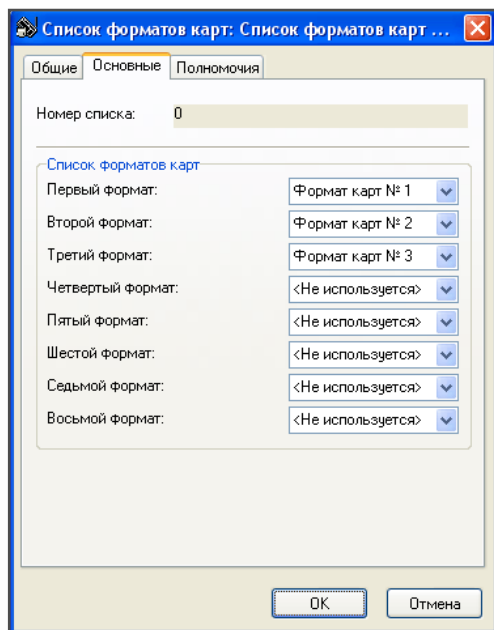 Список форматов карт: Список форматов карт ...
Общие Основные Полномочия
Номер списка: 0
Список форматов карт
Первый формат: Формат карт № 1
Второй формат: Формат карт № 2
Третий формат: Формат карт № 3
Четвертый формат: <Не используется>
Пятый формат: <Не используется>
Шестой формат: <Не используется>
Седьмой формат: <Не используется>
Восьмой формат: <Не используется>
OK Отмена